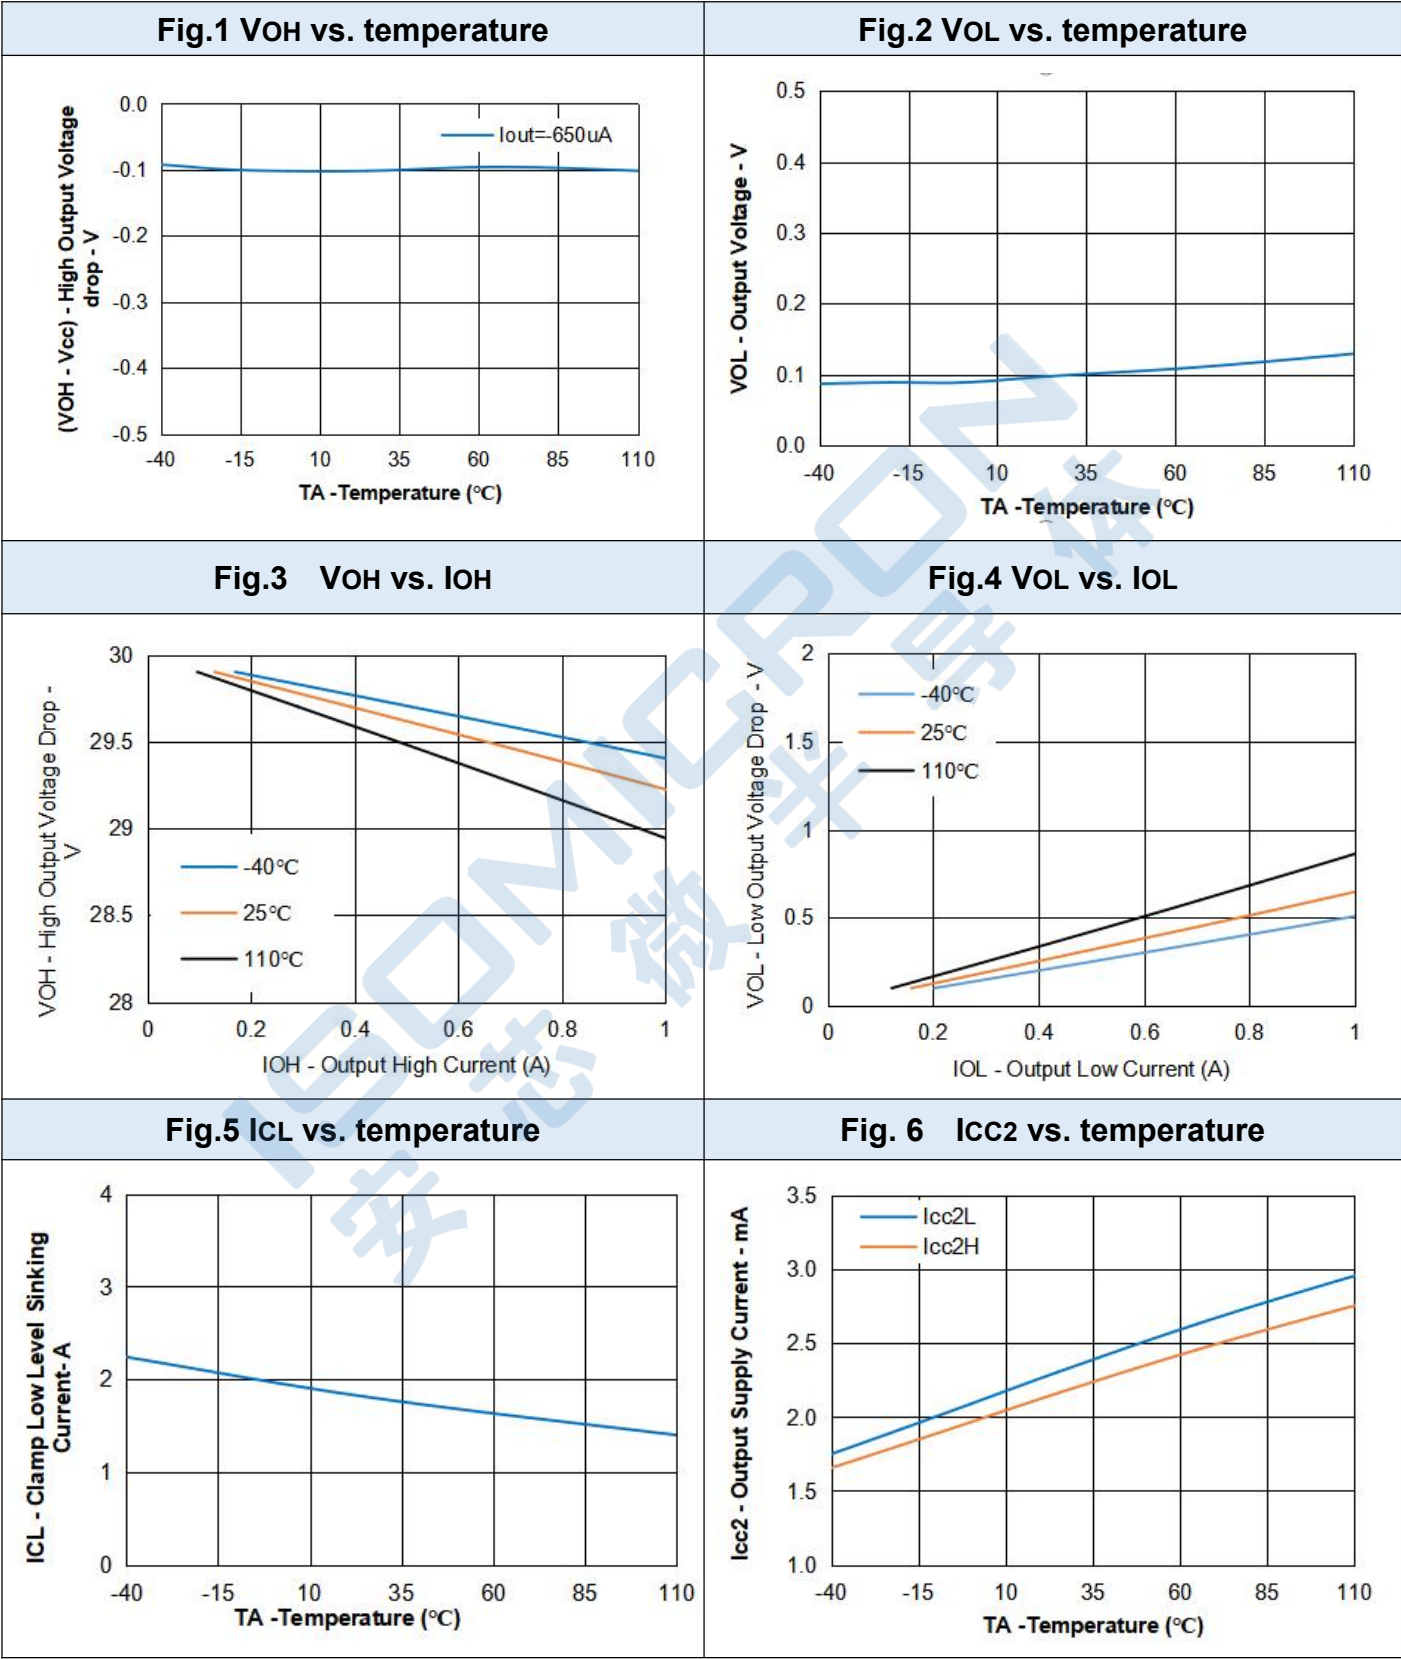 Fig.1 VOH vs. temperature
Fig.2 VOL vs. temperature
(VOH - Vcc) - High Output Voltage
drop - V
0.0
-0.1
-0.2
-0.3
-0.4
-0.5
Iout=-650uA
-40 -15 10 35 60 85 110
TA -Temperature (℃)
VOL - Output Voltage - V
0.5
0.4
0.3
0.2
0.1
0.0
-40 -15 10 35 60 85 110
TA -Temperature (℃)
Fig.3 VOH vs. IOH
Fig.4 VOL vs. IOL
VOH - High Output Voltage Drop -
V
30
29.5
29
28.5
28
-40℃
25℃
110℃
0 0.2 0.4 0.6 0.8 1
IOH - Output High Current (A)
VOL - Low Output Voltage Drop - V
2
1.5
1
0.5
0
-40℃
25℃
110℃
0 0.2 0.4 0.6 0.8 1
IOL - Output Low Current (A)
Fig.5 ICL vs. temperature
Fig. 6 ICC2 vs. temperature
ICL - Clamp Low Level Sinking
Current- A
4
3
2
1
0
-40 -15 10 35 60 85 110
TA -Temperature (℃)
Icc2 - Output Supply Current - mA
3.5
3.0
2.5
2.0
1.5
1.0
Icc2L
Icc2H
-40 -15 10 35 60 85 110
TA -Temperature (℃)
ISOMICRON
安芯微半导体